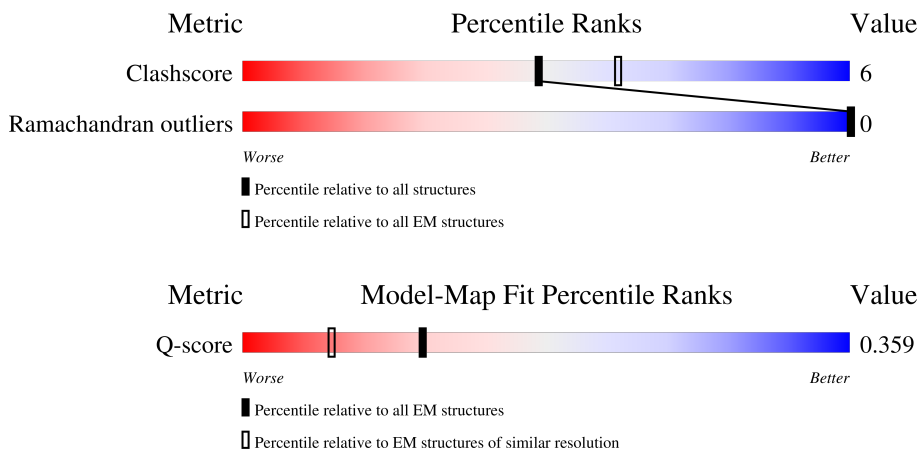 Metric Percentile Ranks Value
Clashscore 6
Ramachandran outliers 0
Worse Better
Percentile relative to all structures
Percentile relative to all EM structures
Metric Model-Map Fit Percentile Ranks Value
Q-score 0.359
Worse Better
Percentile relative to all EM structures
Percentile relative to EM structures of similar resolution